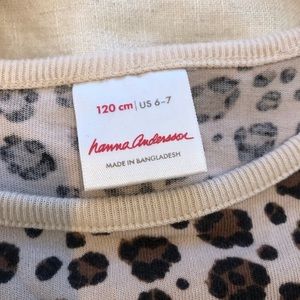 120 cm | US 6-7
hanna Andersson
MADE IN BANGLADESH